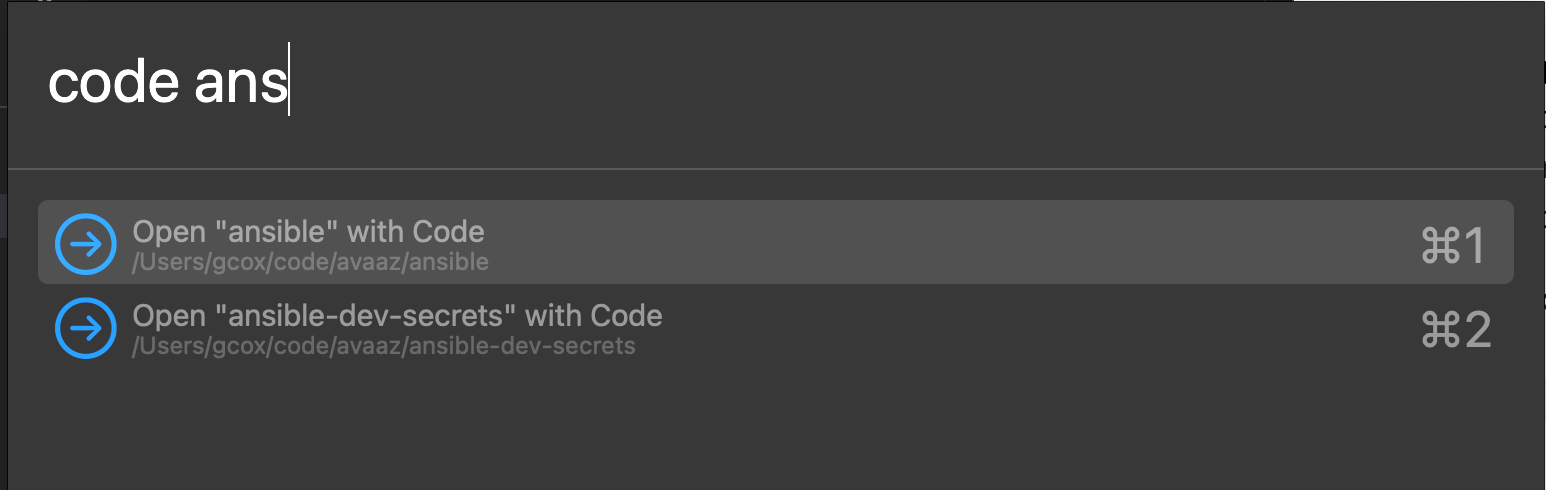 code ans
Open "ansible" with Code
/Users/gcox/code/avaaz/ansible
⌘1
Open "ansible-dev-secrets" with Code
/Users/gcox/code/avaaz/ansible-dev-secrets
⌘2